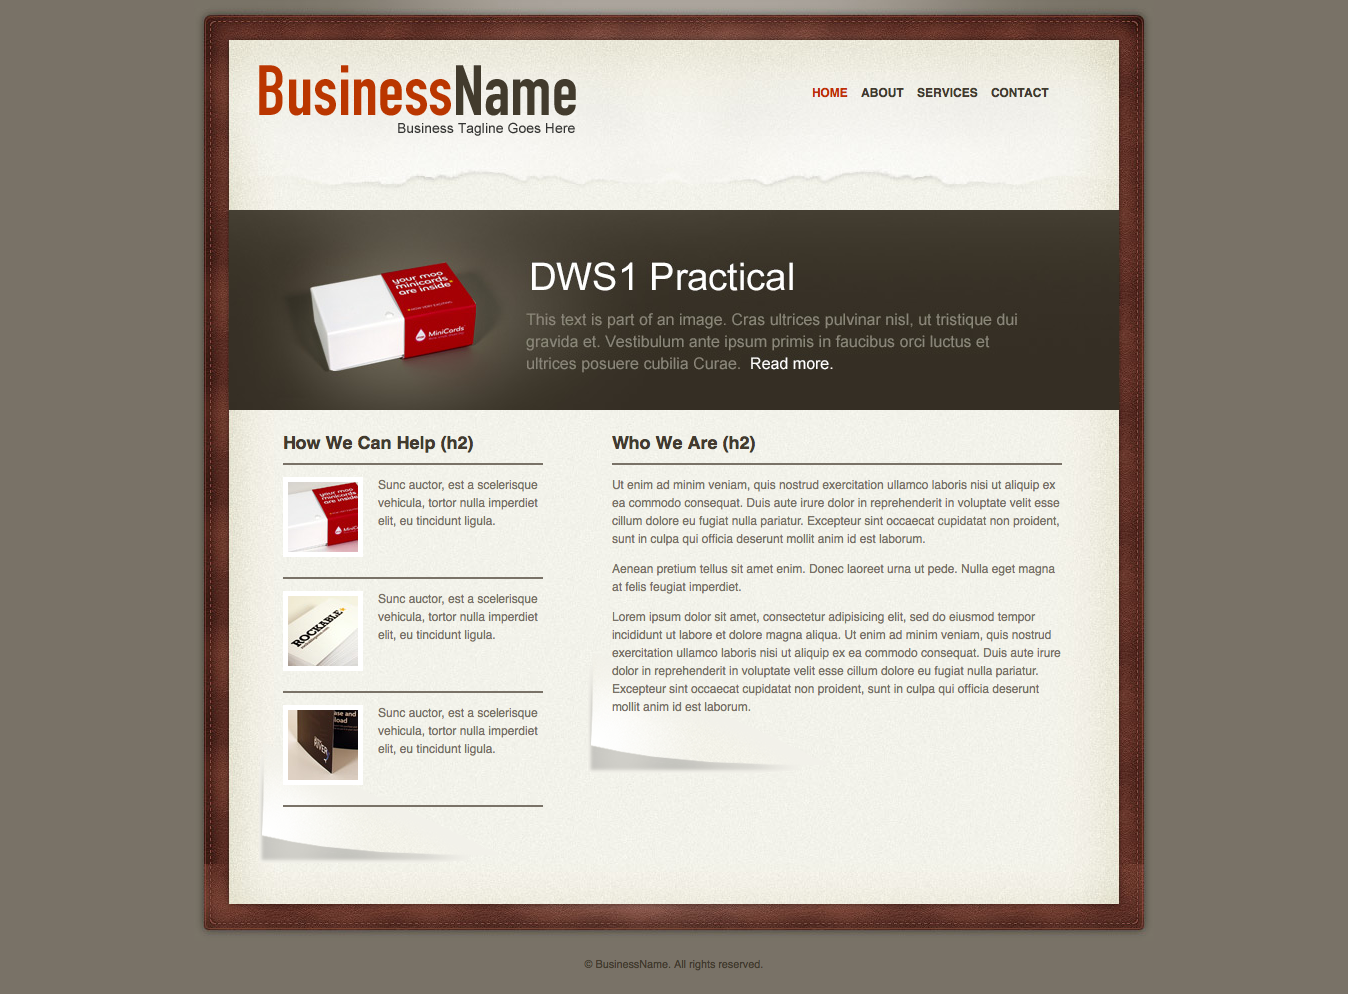 BusinessName
Business Tagline Goes Here
HOME ABOUT SERVICES CONTACT
DWS1 Practical
your moo
minicards
are inside
MiniCards
This text is part of an image. Cras ultrices pulvinar nisl, ut tristique dui
gravida et. Vestibulum ante ipsum primis in faucibus orci luctus et
ultrices posuere cubilia Curae. Read more.
How We Can Help (h2)
your moo
minicards
are inside
Sunc auctor, est a scelerisque
vehicula, tortor nulla imperdiet
elit, eu tincidunt ligula.
ROCKABLE
Sunc auctor, est a scelerisque
vehicula, tortor nulla imperdiet
elit, eu tincidunt ligula.
RIVER
Sunc auctor, est a scelerisque
vehicula, tortor nulla imperdiet
elit, eu tincidunt ligula.
Who We Are (h2)
Ut enim ad minim veniam, quis nostrud exercitation ullamco laboris nisi ut aliquip ex
ea commodo consequat. Duis aute irure dolor in reprehenderit in voluptate velit esse
cillum dolore eu fugiat nulla pariatur. Excepteur sint occaecat cupidatat non proident,
sunt in culpa qui officia deserunt mollit anim id est laborum.
Aenean pretium tellus sit amet enim. Donec laoreet urna ut pede. Nulla eget magna
at felis feugiat imperdiet.
Lorem ipsum dolor sit amet, consectetur adipisicing elit, sed do eiusmod tempor
incididunt ut labore et dolore magna aliqua. Ut enim ad minim veniam, quis nostrud
exercitation ullamco laboris nisi ut aliquip ex ea commodo consequat. Duis aute irure
dolor in reprehenderit in voluptate velit esse cillum dolore eu fugiat nulla pariatur.
Excepteur sint occaecat cupidatat non proident, sunt in culpa qui officia deserunt
mollit anim id est laborum.
© BusinessName. All rights reserved.